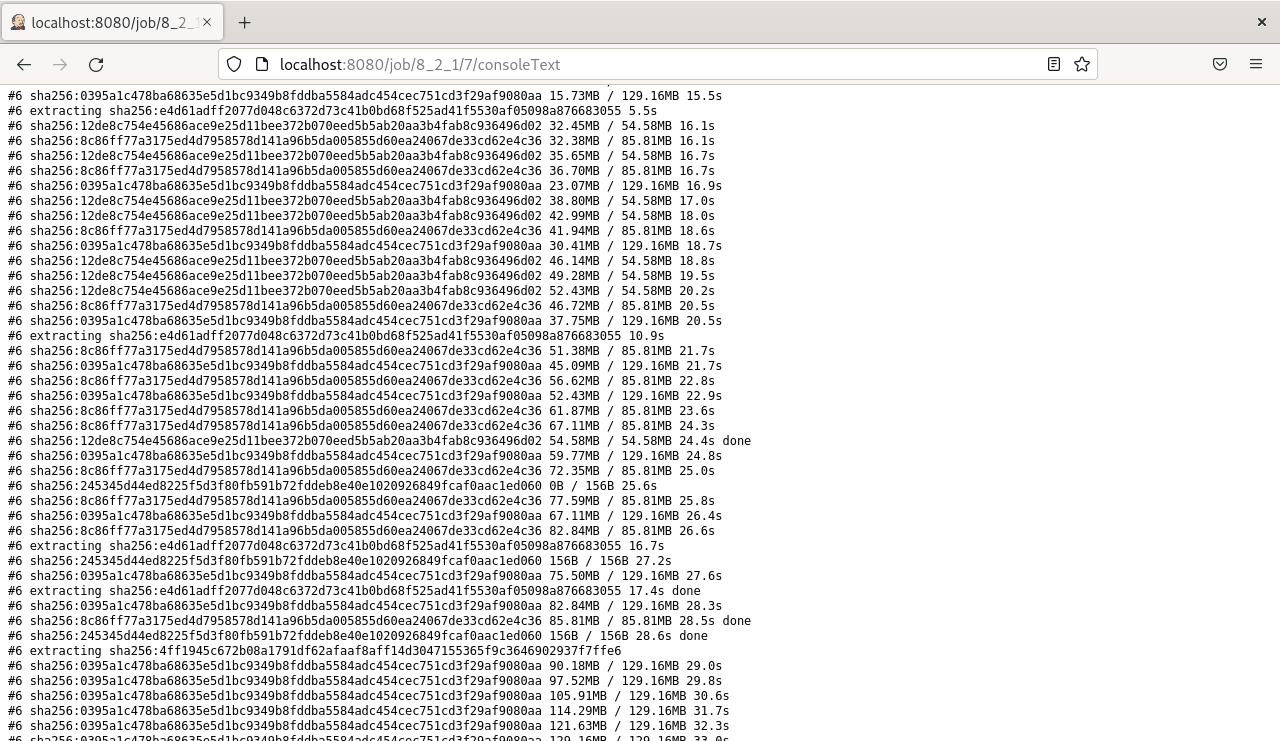 localhost:8080/job/8_2_1
localhost:8080/job/8_2_1/7/consoleText
#6 sha256:0395a1c478ba68635e5d1bc9349b8fddba5584adc454cec751cd3f29af9080aa 15.73MB / 129.16MB 15.5s
#6 extracting sha256:e4d61adff2077d048c6372d73c41b0bd68f525ad41f5530af05098a876683055 5.5s
#6 sha256:12de8c754e45686ace9e25d11bee372b070eed5b5ab20aa3b4fab8c936496d02 32.45MB / 54.58MB 16.1s
#6 sha256:8c86ff77a3175ed4d7958578d141a96b5da005855d60ea24067de33cd62e4c36 32.38MB / 85.81MB 16.1s
#6 sha256:12de8c754e45686ace9e25d11bee372b070eed5b5ab20aa3b4fab8c936496d02 35.65MB / 54.58MB 16.7s
#6 sha256:8c86ff77a3175ed4d7958578d141a96b5da005855d60ea24067de33cd62e4c36 36.70MB / 85.81MB 16.7s
#6 sha256:0395a1c478ba68635e5d1bc9349b8fddba5584adc454cec751cd3f29af9080aa 23.07MB / 129.16MB 16.9s
#6 sha256:12de8c754e45686ace9e25d11bee372b070eed5b5ab20aa3b4fab8c936496d02 38.80MB / 54.58MB 17.0s
#6 sha256:12de8c754e45686ace9e25d11bee372b070eed5b5ab20aa3b4fab8c936496d02 42.99MB / 54.58MB 18.0s
#6 sha256:8c86ff77a3175ed4d7958578d141a96b5da005855d60ea24067de33cd62e4c36 41.94MB / 85.81MB 18.6s
#6 sha256:0395a1c478ba68635e5d1bc9349b8fddba5584adc454cec751cd3f29af9080aa 30.41MB / 129.16MB 18.7s
#6 sha256:12de8c754e45686ace9e25d11bee372b070eed5b5ab20aa3b4fab8c936496d02 46.14MB / 54.58MB 18.8s
#6 sha256:12de8c754e45686ace9e25d11bee372b070eed5b5ab20aa3b4fab8c936496d02 49.28MB / 54.58MB 19.5s
#6 sha256:12de8c754e45686ace9e25d11bee372b070eed5b5ab20aa3b4fab8c936496d02 52.43MB / 54.58MB 20.2s
#6 sha256:8c86ff77a3175ed4d7958578d141a96b5da005855d60ea24067de33cd62e4c36 46.72MB / 85.81MB 20.5s
#6 sha256:0395a1c478ba68635e5d1bc9349b8fddba5584adc454cec751cd3f29af9080aa 37.75MB / 129.16MB 20.5s
#6 extracting sha256:e4d61adff2077d048c6372d73c41b0bd68f525ad41f5530af05098a876683055 10.9s
#6 sha256:8c86ff77a3175ed4d7958578d141a96b5da005855d60ea24067de33cd62e4c36 51.38MB / 85.81MB 21.7s
#6 sha256:0395a1c478ba68635e5d1bc9349b8fddba5584adc454cec751cd3f29af9080aa 45.09MB / 129.16MB 21.7s
#6 sha256:8c86ff77a3175ed4d7958578d141a96b5da005855d60ea24067de33cd62e4c36 56.62MB / 85.81MB 22.8s
#6 sha256:0395a1c478ba68635e5d1bc9349b8fddba5584adc454cec751cd3f29af9080aa 52.43MB / 129.16MB 22.9s
#6 sha256:8c86ff77a3175ed4d7958578d141a96b5da005855d60ea24067de33cd62e4c36 61.87MB / 85.81MB 23.6s
#6 sha256:8c86ff77a3175ed4d7958578d141a96b5da005855d60ea24067de33cd62e4c36 67.11MB / 85.81MB 24.3s
#6 sha256:12de8c754e45686ace9e25d11bee372b070eed5b5ab20aa3b4fab8c936496d02 54.58MB / 54.58MB 24.4s done
#6 sha256:0395a1c478ba68635e5d1bc9349b8fddba5584adc454cec751cd3f29af9080aa 59.77MB / 129.16MB 24.8s
#6 sha256:8c86ff77a3175ed4d7958578d141a96b5da005855d60ea24067de33cd62e4c36 72.35MB / 85.81MB 25.0s
#6 sha256:245345d44ed8225f5d3f80fb591b72fddeb8e40e1020926849fcaf0aac1ed060 0B / 156B 25.6s
#6 sha256:8c86ff77a3175ed4d7958578d141a96b5da005855d60ea24067de33cd62e4c36 77.59MB / 85.81MB 25.8s
#6 sha256:0395a1c478ba68635e5d1bc9349b8fddba5584adc454cec751cd3f29af9080aa 67.11MB / 129.16MB 26.4s
#6 sha256:8c86ff77a3175ed4d7958578d141a96b5da005855d60ea24067de33cd62e4c36 82.84MB / 85.81MB 26.6s
#6 extracting sha256:e4d61adff2077d048c6372d73c41b0bd68f525ad41f5530af05098a876683055 16.7s
#6 sha256:245345d44ed8225f5d3f80fb591b72fddeb8e40e1020926849fcaf0aac1ed060 156B / 156B 27.2s
#6 sha256:0395a1c478ba68635e5d1bc9349b8fddba5584adc454cec751cd3f29af9080aa 75.50MB / 129.16MB 27.6s
#6 extracting sha256:e4d61adff2077d048c6372d73c41b0bd68f525ad41f5530af05098a876683055 17.4s done
#6 sha256:0395a1c478ba68635e5d1bc9349b8fddba5584adc454cec751cd3f29af9080aa 82.84MB / 129.16MB 28.3s
#6 sha256:8c86ff77a3175ed4d7958578d141a96b5da005855d60ea24067de33cd62e4c36 85.81MB / 85.81MB 28.5s done
#6 sha256:245345d44ed8225f5d3f80fb591b72fddeb8e40e1020926849fcaf0aac1ed060 156B / 156B 28.6s done
#6 extracting sha256:4ff1945c672b08a1791df62afaaf8aff14d3047155365f9c3646902937f7ffe6
#6 sha256:0395a1c478ba68635e5d1bc9349b8fddba5584adc454cec751cd3f29af9080aa 90.18MB / 129.16MB 29.0s
#6 sha256:0395a1c478ba68635e5d1bc9349b8fddba5584adc454cec751cd3f29af9080aa 97.52MB / 129.16MB 29.8s
#6 sha256:0395a1c478ba68635e5d1bc9349b8fddba5584adc454cec751cd3f29af9080aa 105.91MB / 129.16MB 30.6s
#6 sha256:0395a1c478ba68635e5d1bc9349b8fddba5584adc454cec751cd3f29af9080aa 114.29MB / 129.16MB 31.7s
#6 sha256:0395a1c478ba68635e5d1bc9349b8fddba5584adc454cec751cd3f29af9080aa 121.63MB / 129.16MB 32.3s
#6 sha256:0395a1c478ba68635e5d1bc9349b8fddba5584adc454cec751cd3f29af9080aa 129.16MB / 129.16MB 33.0s